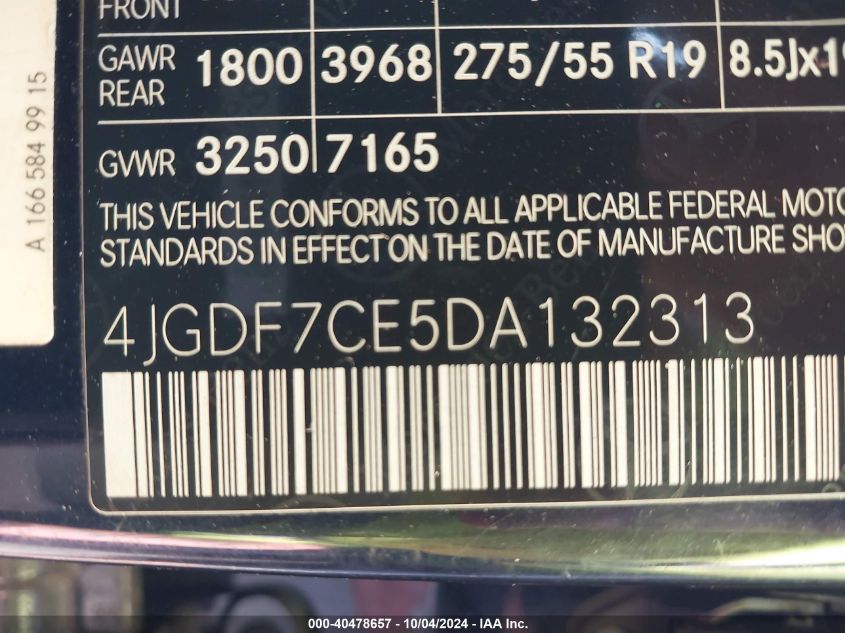 FRONT
GAWR REAR 1800 3968 275/55 R19 8.5Jx19
GVWR 3250 7165
THIS VEHICLE CONFORMS TO ALL APPLICABLE FEDERAL MOTO
STANDARDS IN EFFECT ON THE DATE OF MANUFACTURE SHO
4JGDF7CE5DA132313
A 166 584 99 15
000-40478657 - 10/04/2024 - IAA Inc.